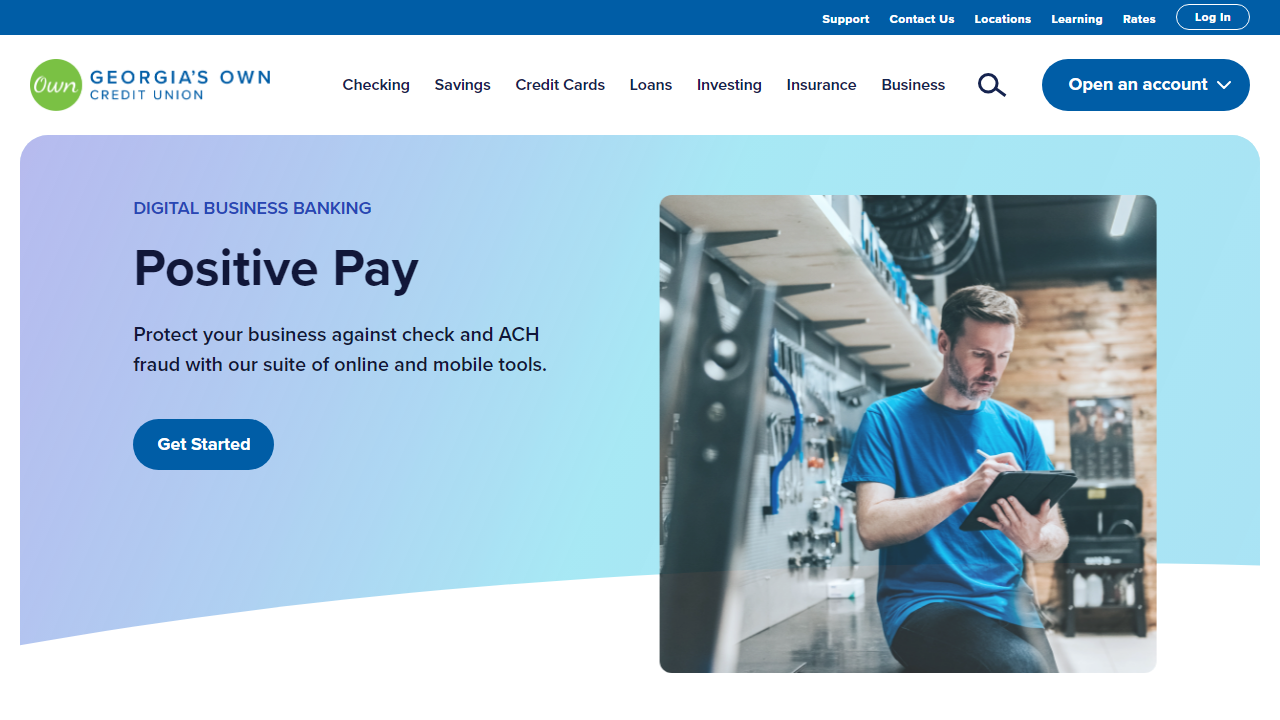 Support Contact Us Locations Learning Rates Log In
Own GEORGIA'S OWN
CREDIT UNION
Checking Savings Credit Cards Loans Investing Insurance Business
Open an account
DIGITAL BUSINESS BANKING
Positive Pay
Protect your business against check and ACH
fraud with our suite of online and mobile tools.
Get Started